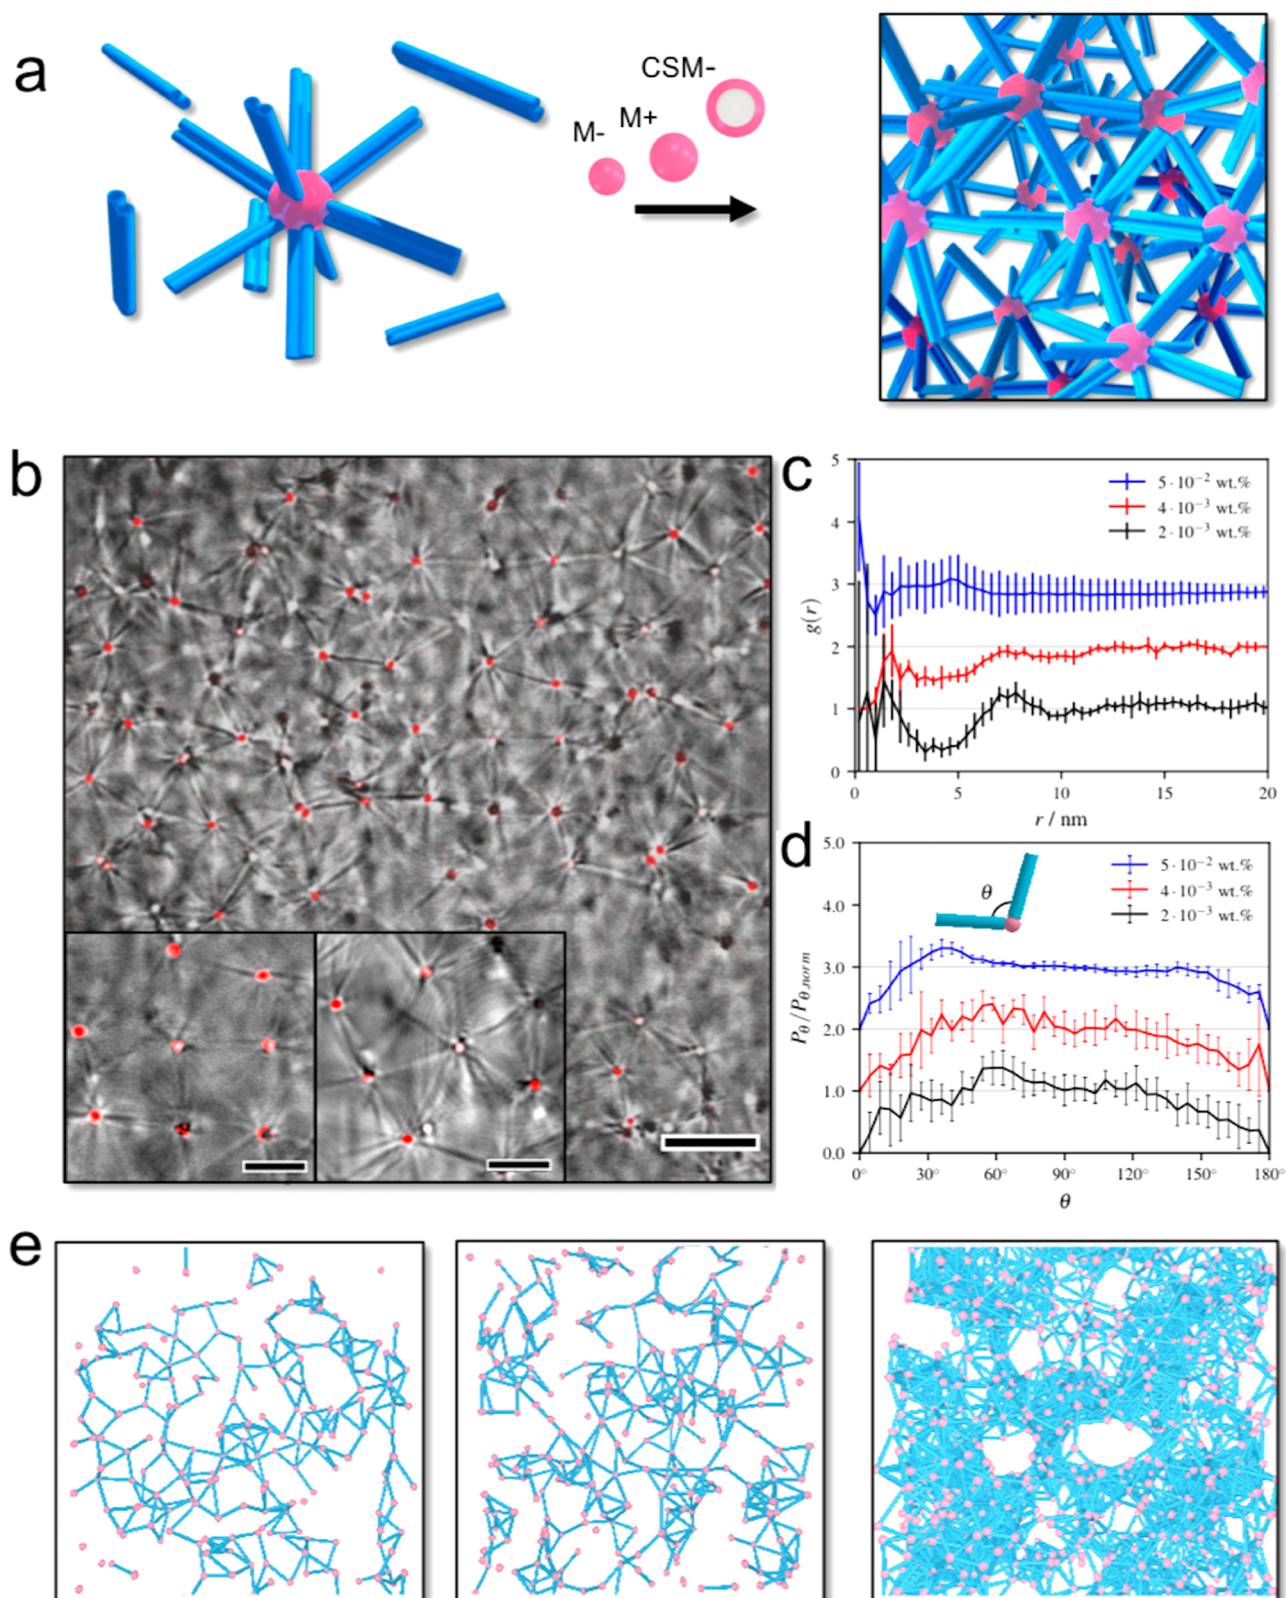 a
CSM-
M-
M+
b
c
5
4
3
2
1
0
g(r)
5·10⁻² wt.%
4·10⁻³ wt.%
2·10⁻³ wt.%
0
5
10
15
20
r / nm
d
5.0
4.0
3.0
2.0
1.0
0.0
P_θ/P_θ,norm
θ
5·10⁻² wt.%
4·10⁻³ wt.%
2·10⁻³ wt.%
0°
30°
60°
90°
120°
150°
180°
θ
e